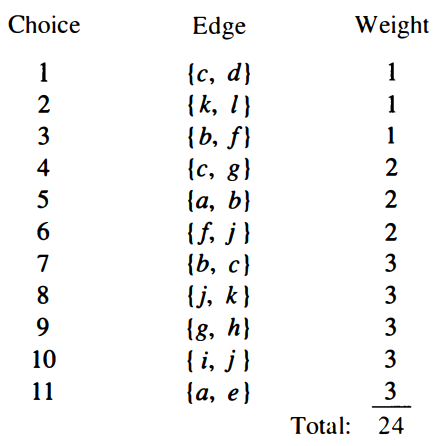 Choice Edge Weight
1 {c, d} 1
2 {k, l} 1
3 {b, f} 1
4 {c, g} 2
5 {a, b} 2
6 {f, j} 2
7 {b, c} 3
8 {j, k} 3
9 {g, h} 3
10 {i, j} 3
11 {a, e} 3
Total: 24